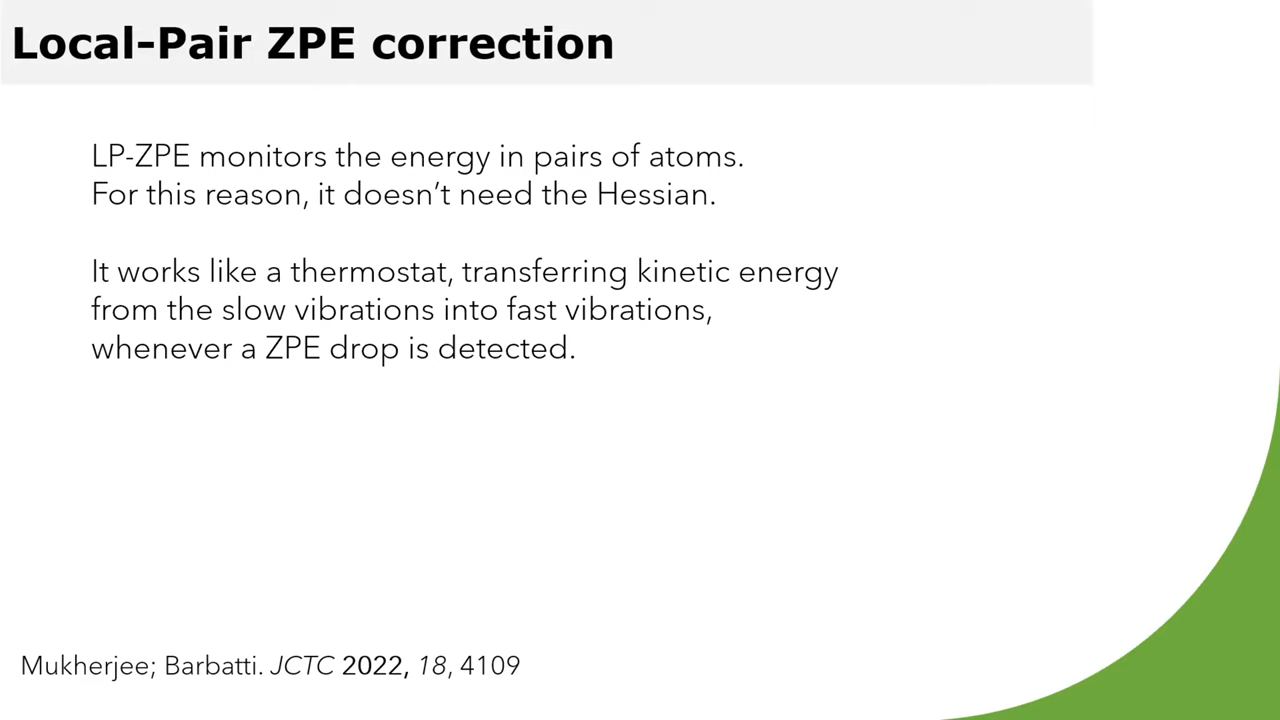 Local-Pair ZPE correction
LP-ZPE monitors the energy in pairs of atoms.
For this reason, it doesn’t need the Hessian.
It works like a thermostat, transferring kinetic energy
from the slow vibrations into fast vibrations,
whenever a ZPE drop is detected.
Mukherjee; Barbatti. JCTC 2022, 18, 4109